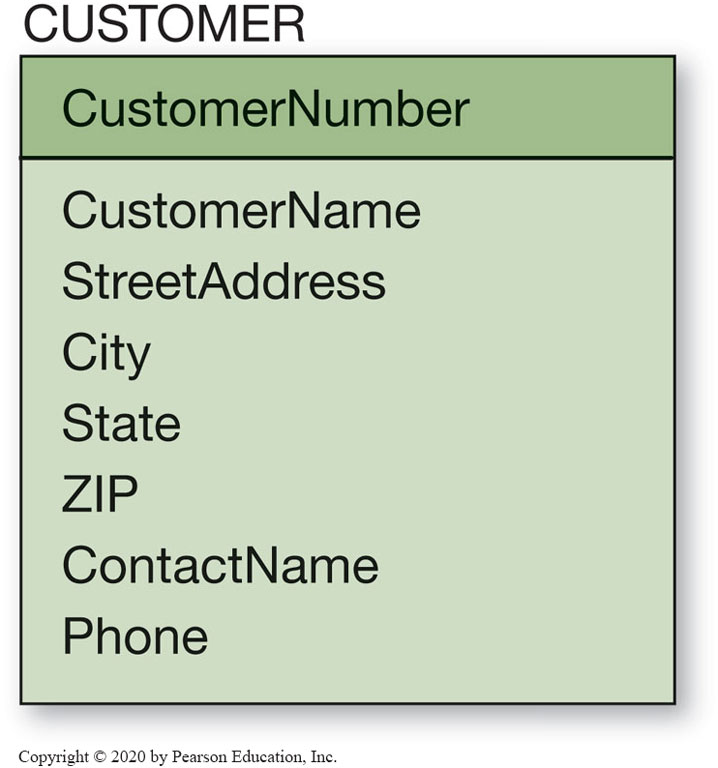 CUSTOMER
CustomerNumber
CustomerName
StreetAddress
City
State
ZIP
ContactName
Phone
Copyright © 2020 by Pearson Education, Inc.